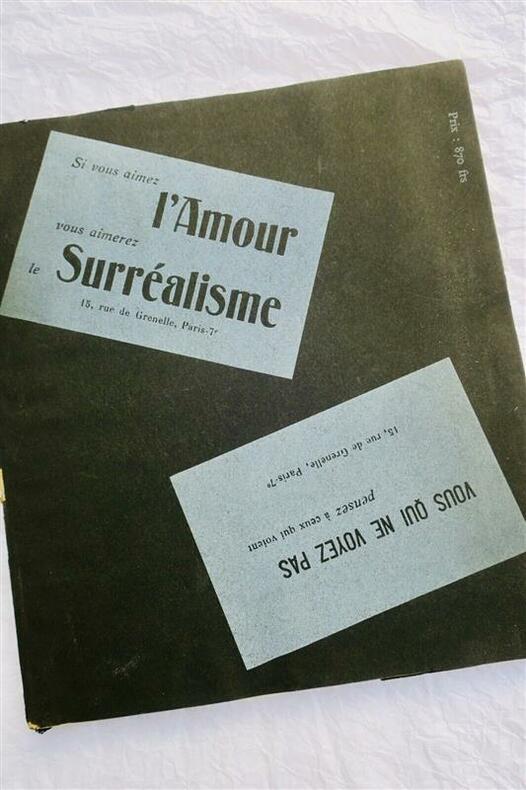 Prix : 870 frs
Si vous aimez
l'Amour
vous aimerez
le Surréalisme
15, rue de Grenelle, Paris-7e
VOUS QUI NE VOYEZ PAS
pensez à ceux qui voient
15, rue de Grenelle, Paris-7e